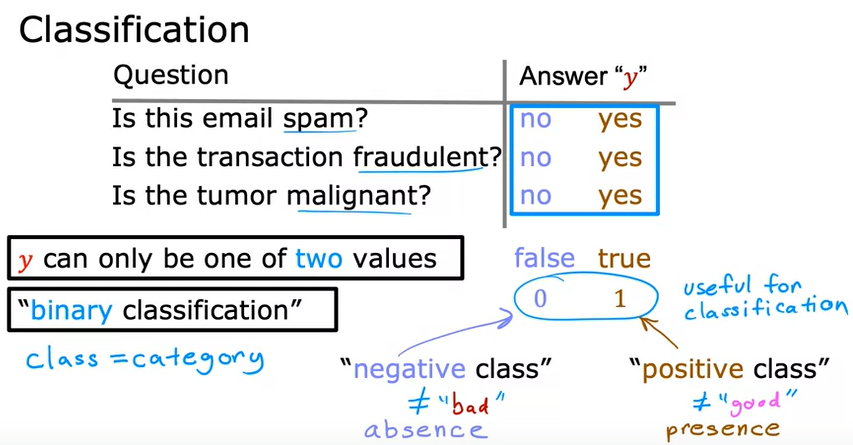 Classification
Question Answer “y”
Is this email spam? no yes
Is the transaction fraudulent? no yes
Is the tumor malignant? no yes
y can only be one of two values false true
“binary classification” 0 1 useful for
classification
class = category
“negative class” “positive class”
≠ "bad" ≠ "good"
absence presence